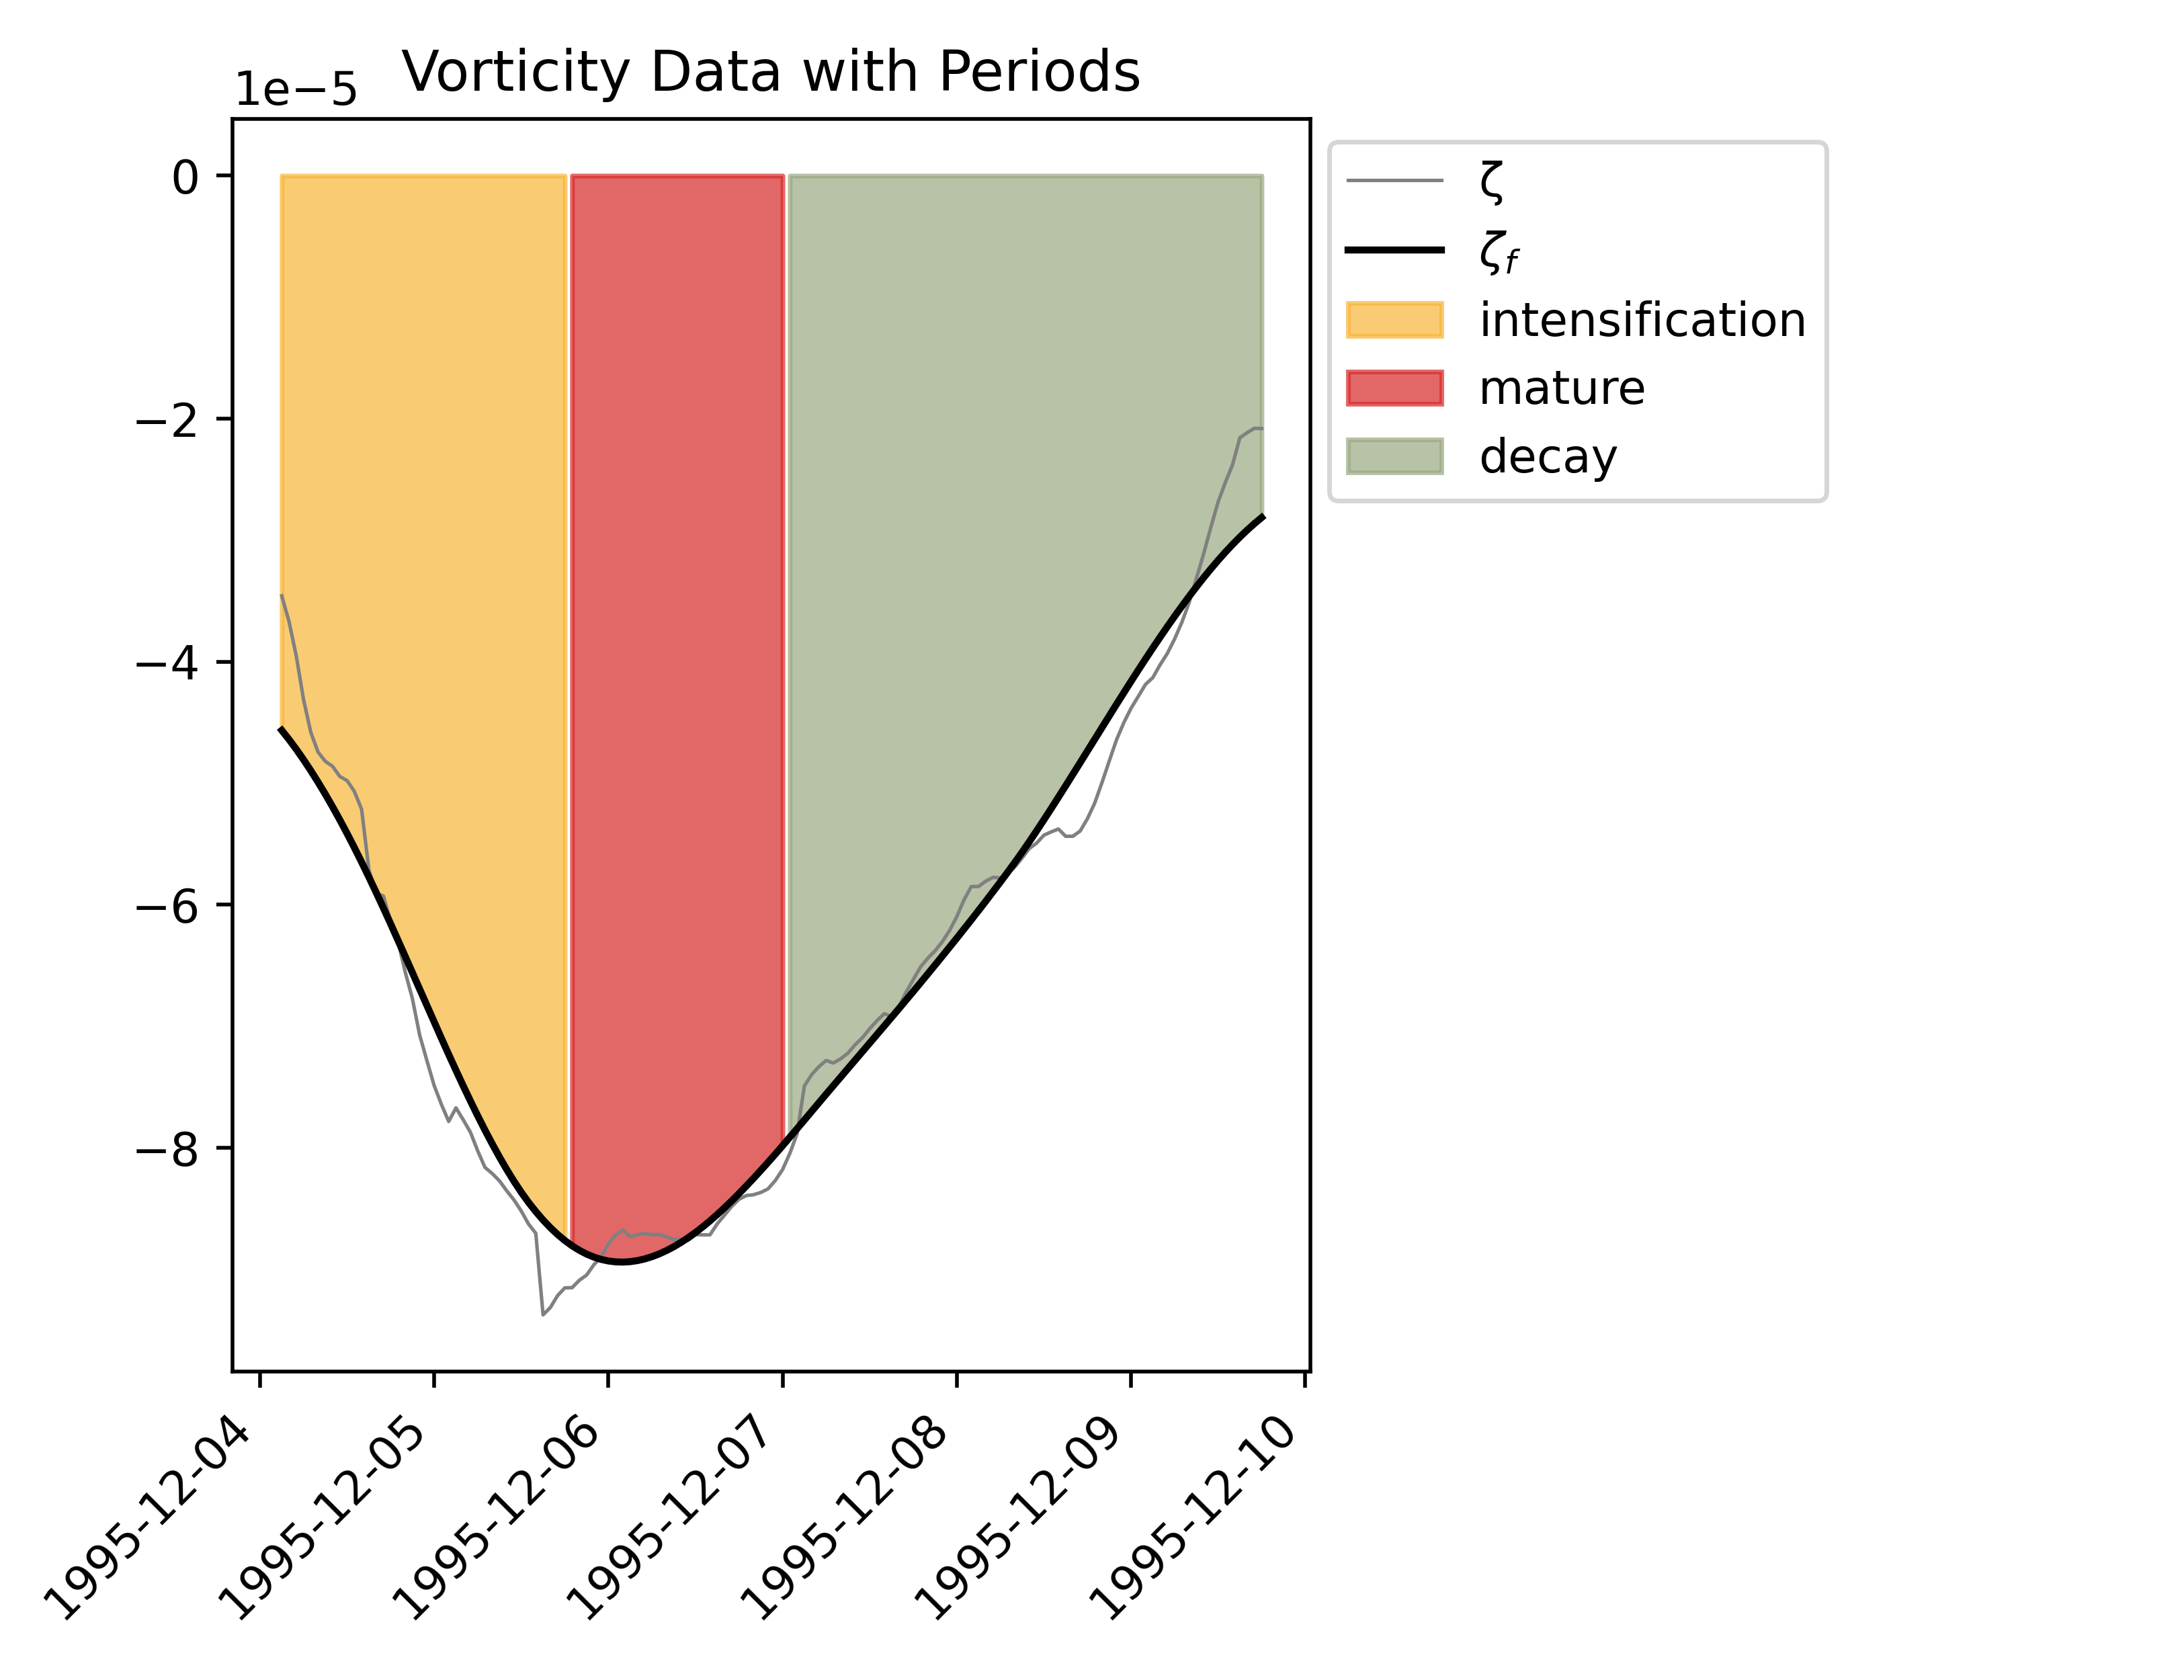 Vorticity Data with Periods
1e−5
0
−2
−4
−6
−8
1995-12-04
1995-12-05
1995-12-06
1995-12-07
1995-12-08
1995-12-09
1995-12-10
ζ
ζf
intensification
mature
decay